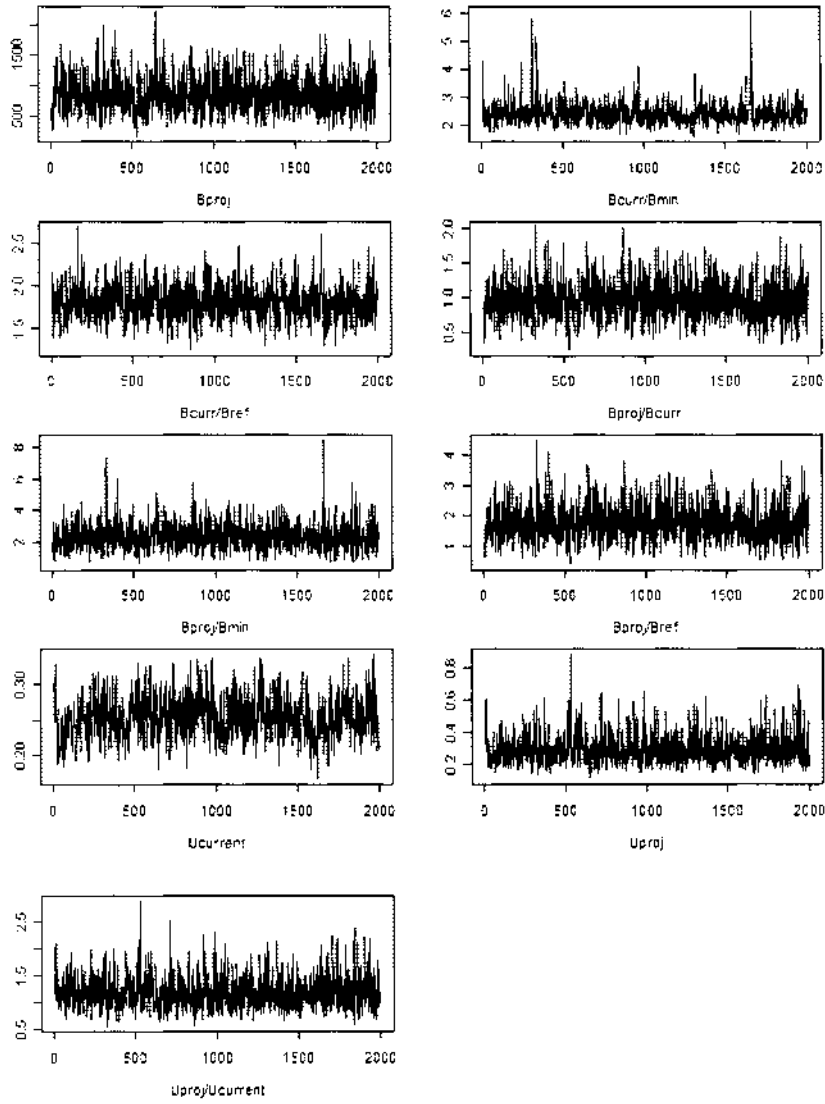 500 1500
0 500 1000 1500 2000
Bproj
2 3 4 5 6
0 500 1000 1500 2000
Bcurr/Bmin
1.5 2.0 2.5
0 500 1000 1500 2000
Bcurr/Bref
0.5 1.0 1.5 2.0
0 500 1000 1500 2000
Bproj/Bcurr
2 4 6 8
0 500 1000 1500 2000
Bproj/Bmin
1 2 3 4
0 500 1000 1500 2000
Bproj/Bref
0.20 0.30
0 500 1000 1500 2000
Ucurrent
0.2 0.4 0.6 0.8
0 500 1000 1500 2000
Uproj
0.5 1.5 2.5
0 500 1000 1500 2000
Uproj/Ucurrent